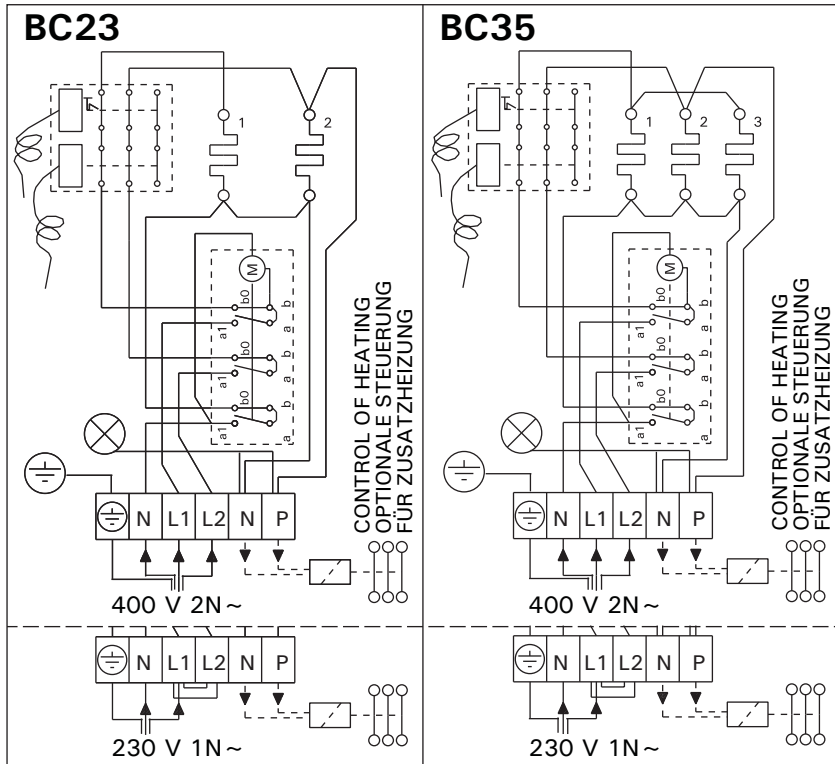 BC23
1
2
M
b0
b
a1
a
b0
b
a1
a
b0
b
a1
a
CONTROL OF HEATING
OPTIONALE STEUERUNG
FÜR ZUSATZHEIZUNG
N L1 L2 N P
400 V 2N~
N L1 L2 N P
230 V 1N~
BC35
1
2
3
M
b0
b
a1
a
b0
b
a1
a
b0
b
a1
a
CONTROL OF HEATING
OPTIONALE STEUERUNG
FÜR ZUSATZHEIZUNG
N L1 L2 N P
400 V 2N~
N L1 L2 N P
230 V 1N~